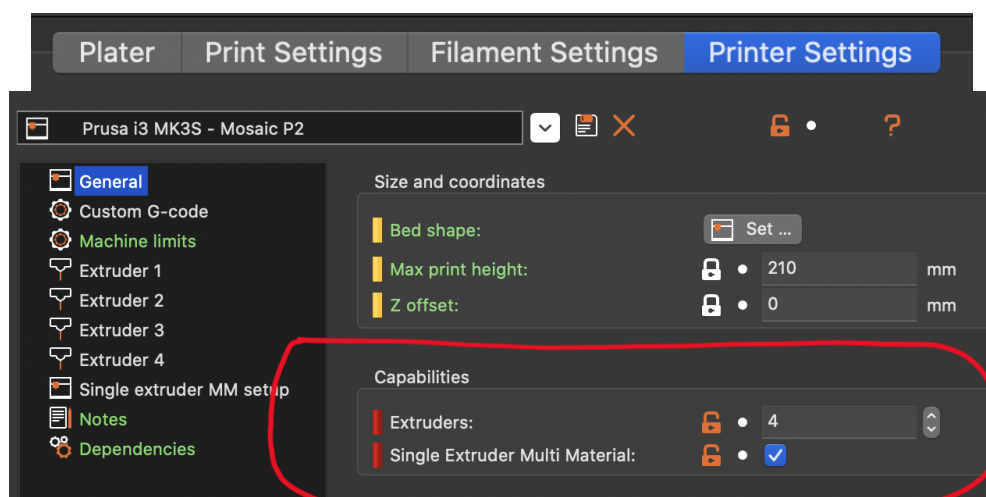 Plater Print Settings Filament Settings Printer Settings
Prusa i3 MK3S - Mosaic P2 ?
General
Custom G-code
Machine limits
Extruder 1
Extruder 2
Extruder 3
Extruder 4
Single extruder MM setup
Notes
Dependencies
Size and coordinates
Bed shape: Set ...
Max print height: 210 mm
Z offset: 0 mm
Capabilities
Extruders: 4
Single Extruder Multi Material: